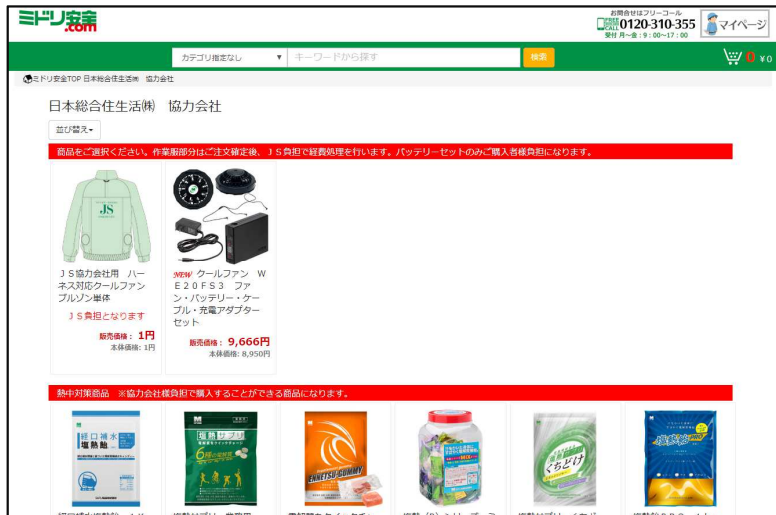 ミドリ安全
.com
お問合せはフリーコール
FREE CALL 0120-310-355
受付 月～金：9：00～17：00
マイページ
カテゴリ指定なし ▼ キーワードから探す 検索
0 ¥0
ミドリ安全TOP 日本総合住生活㈱ 協力会社
日本総合住生活㈱ 協力会社
並び替え
商品をご選択ください。作業服部分はご注文確定後、ＪＳ負担で経費処理を行います。バッテリーセットのみご購入者様負担になります。
JS
ＪＳ協力会社用 ハー
ネス対応クールファン
ブルゾン単体
ＪＳ負担となります
販売価格： 1円
本体価格: 1円
NEW クールファン Ｗ
Ｅ２０ＦＳ３ ファ
ン・バッテリー・ケー
ブル・充電アダプター
セット
販売価格： 9,666円
本体価格: 8,950円
熱中対策商品 ※協力会社様負担で購入することができる商品になります。
経口補水
塩熱飴
塩熱サプリ
6種の電解質
ENNETSU-GUMMY
くちどけ
塩熱飴PRO